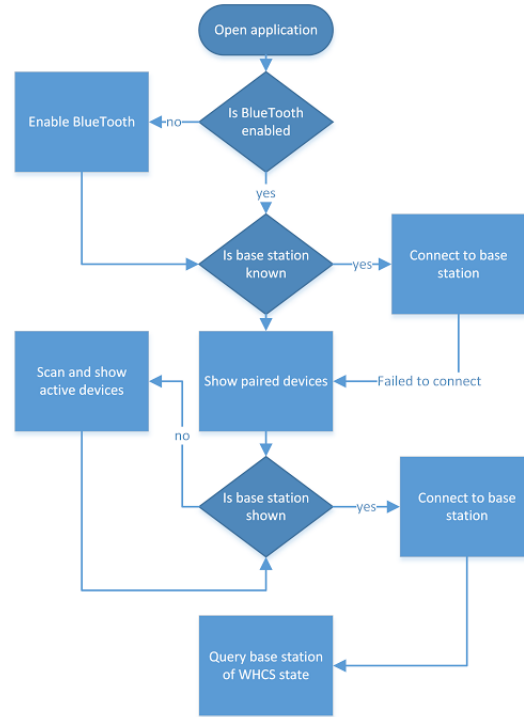 Open application
Is BlueTooth
enabled
no
Enable BlueTooth
yes
Is base station
known
yes
Connect to base
station
Scan and show
active devices
Show paired devices
Failed to connect
no
Is base station
shown
yes
Connect to base
station
Query base station
of WHCS state